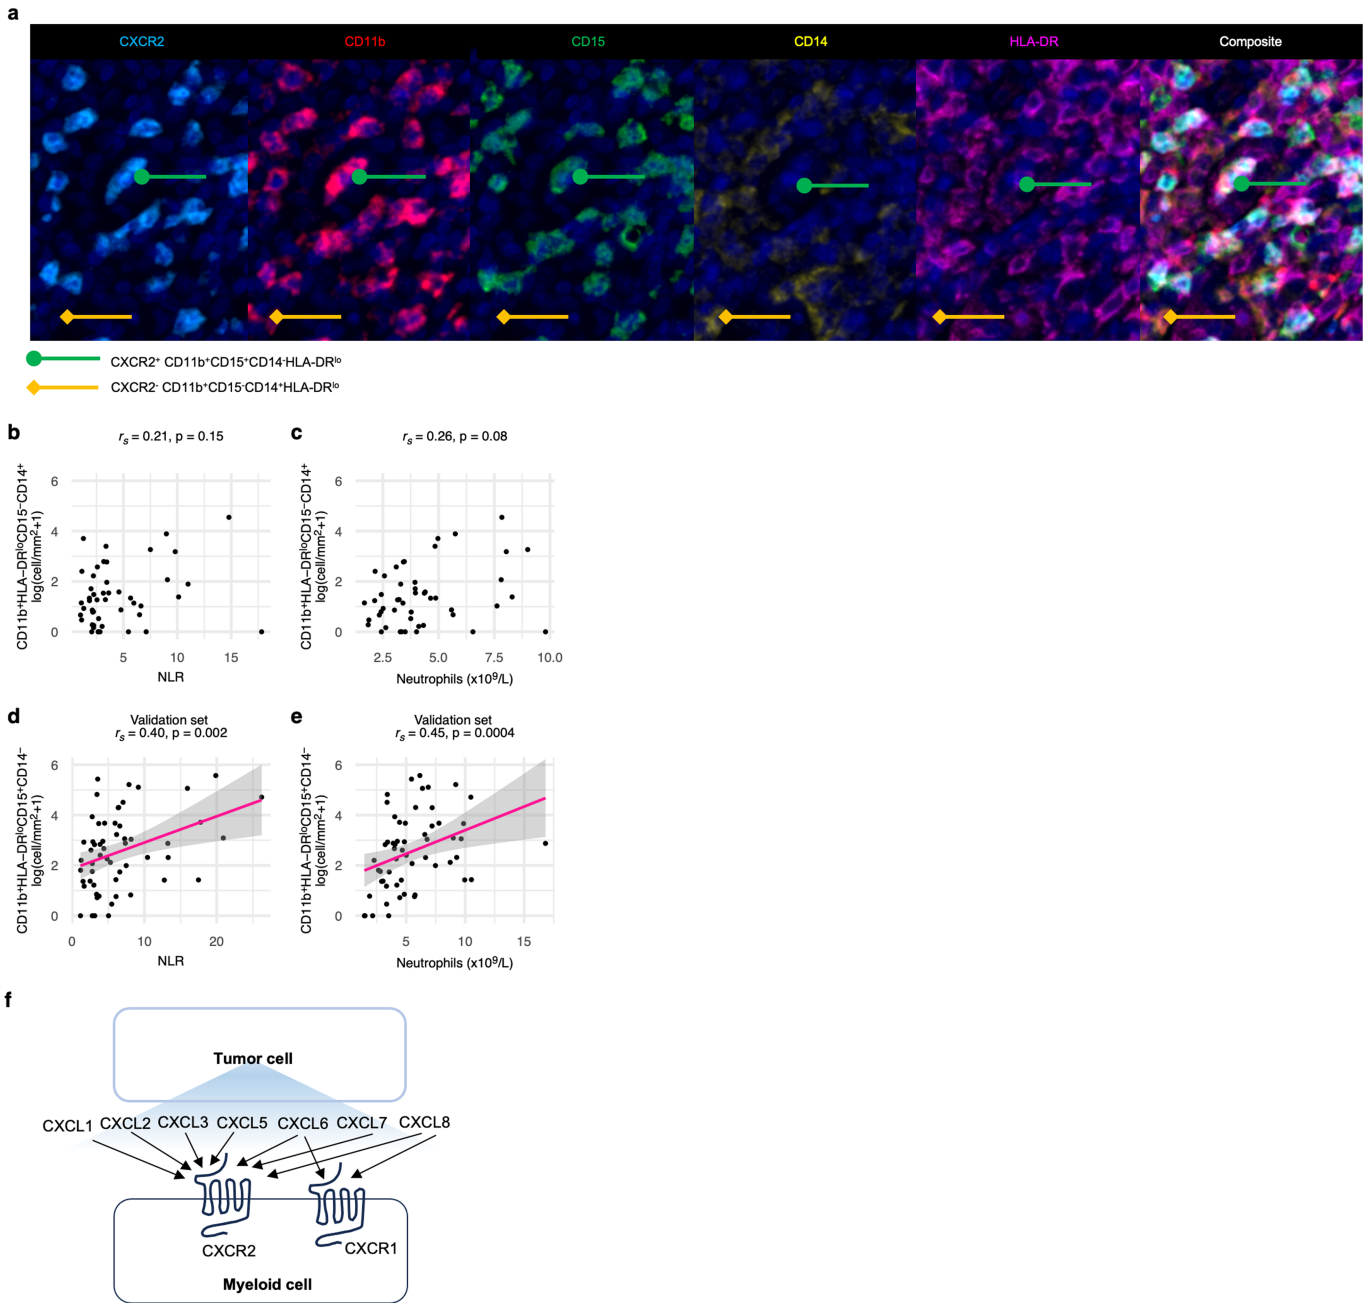 a
CXCR2 CD11b CD15 CD14 HLA-DR Composite
CXCR2⁺ CD11b⁺CD15⁺CD14⁻HLA-DRˡᵒ
CXCR2⁻ CD11b⁺CD15⁻CD14⁺HLA-DRˡᵒ
b
rₛ = 0.21, p = 0.15
CD11b⁺HLA−DRˡᵒCD15−CD14⁺
log(cell/mm²+1)
6
4
2
0
5 10 15
NLR
c
rₛ = 0.26, p = 0.08
CD11b⁺HLA−DRˡᵒCD15−CD14⁺
log(cell/mm²+1)
6
4
2
0
2.5 5.0 7.5 10.0
Neutrophils (x10⁹/L)
d
Validation set
rₛ = 0.40, p = 0.002
CD11b⁺HLA−DRˡᵒCD15⁺CD14−
log(cell/mm²+1)
6
4
2
0
0 10 20
NLR
e
Validation set
rₛ = 0.45, p = 0.0004
CD11b⁺HLA−DRˡᵒCD15⁺CD14−
log(cell/mm²+1)
6
4
2
0
5 10 15
Neutrophils (x10⁹/L)
f
Tumor cell
CXCL1 CXCL2 CXCL3 CXCL5 CXCL6 CXCL7 CXCL8
CXCR2 CXCR1
Myeloid cell